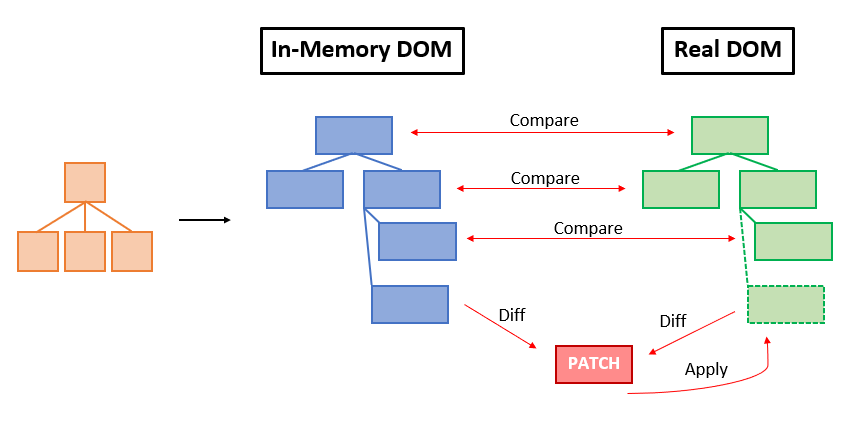 In-Memory DOM
Real DOM
Compare
Compare
Compare
Diff
Diff
PATCH
Apply